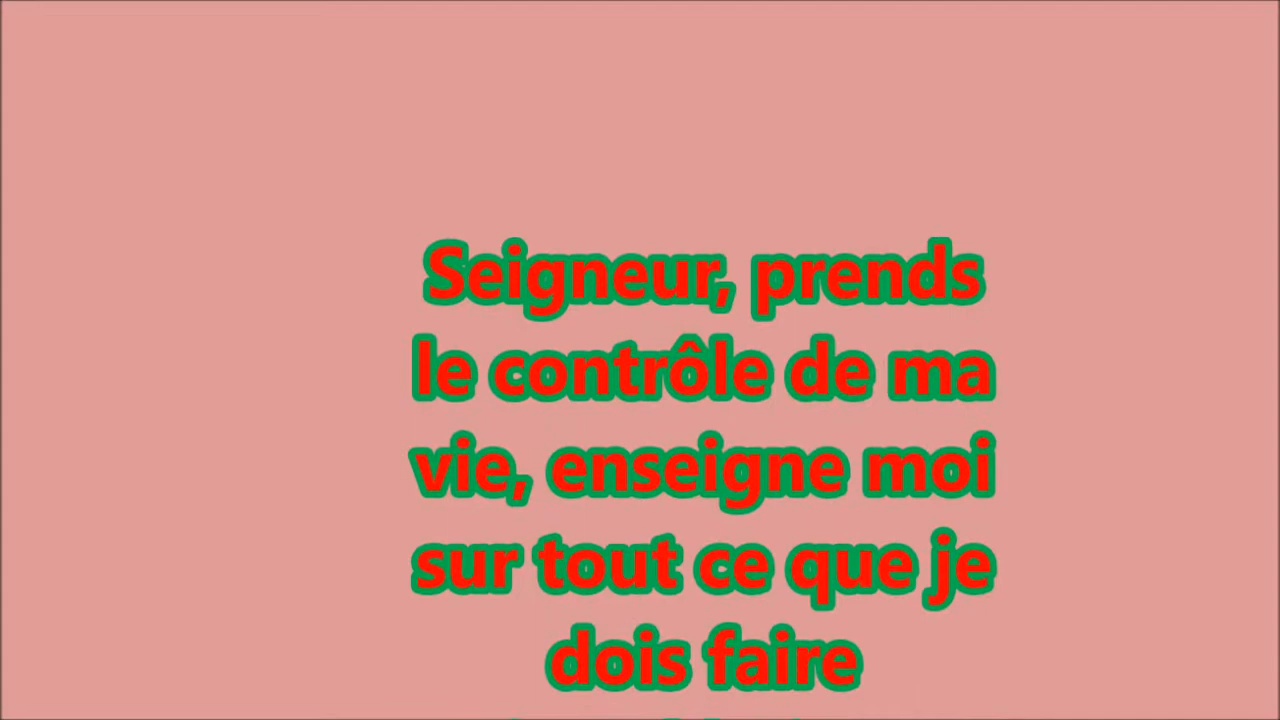 Seigneur, prends
le contrôle de ma
vie, enseigne moi
sur tout ce que je
dois faire